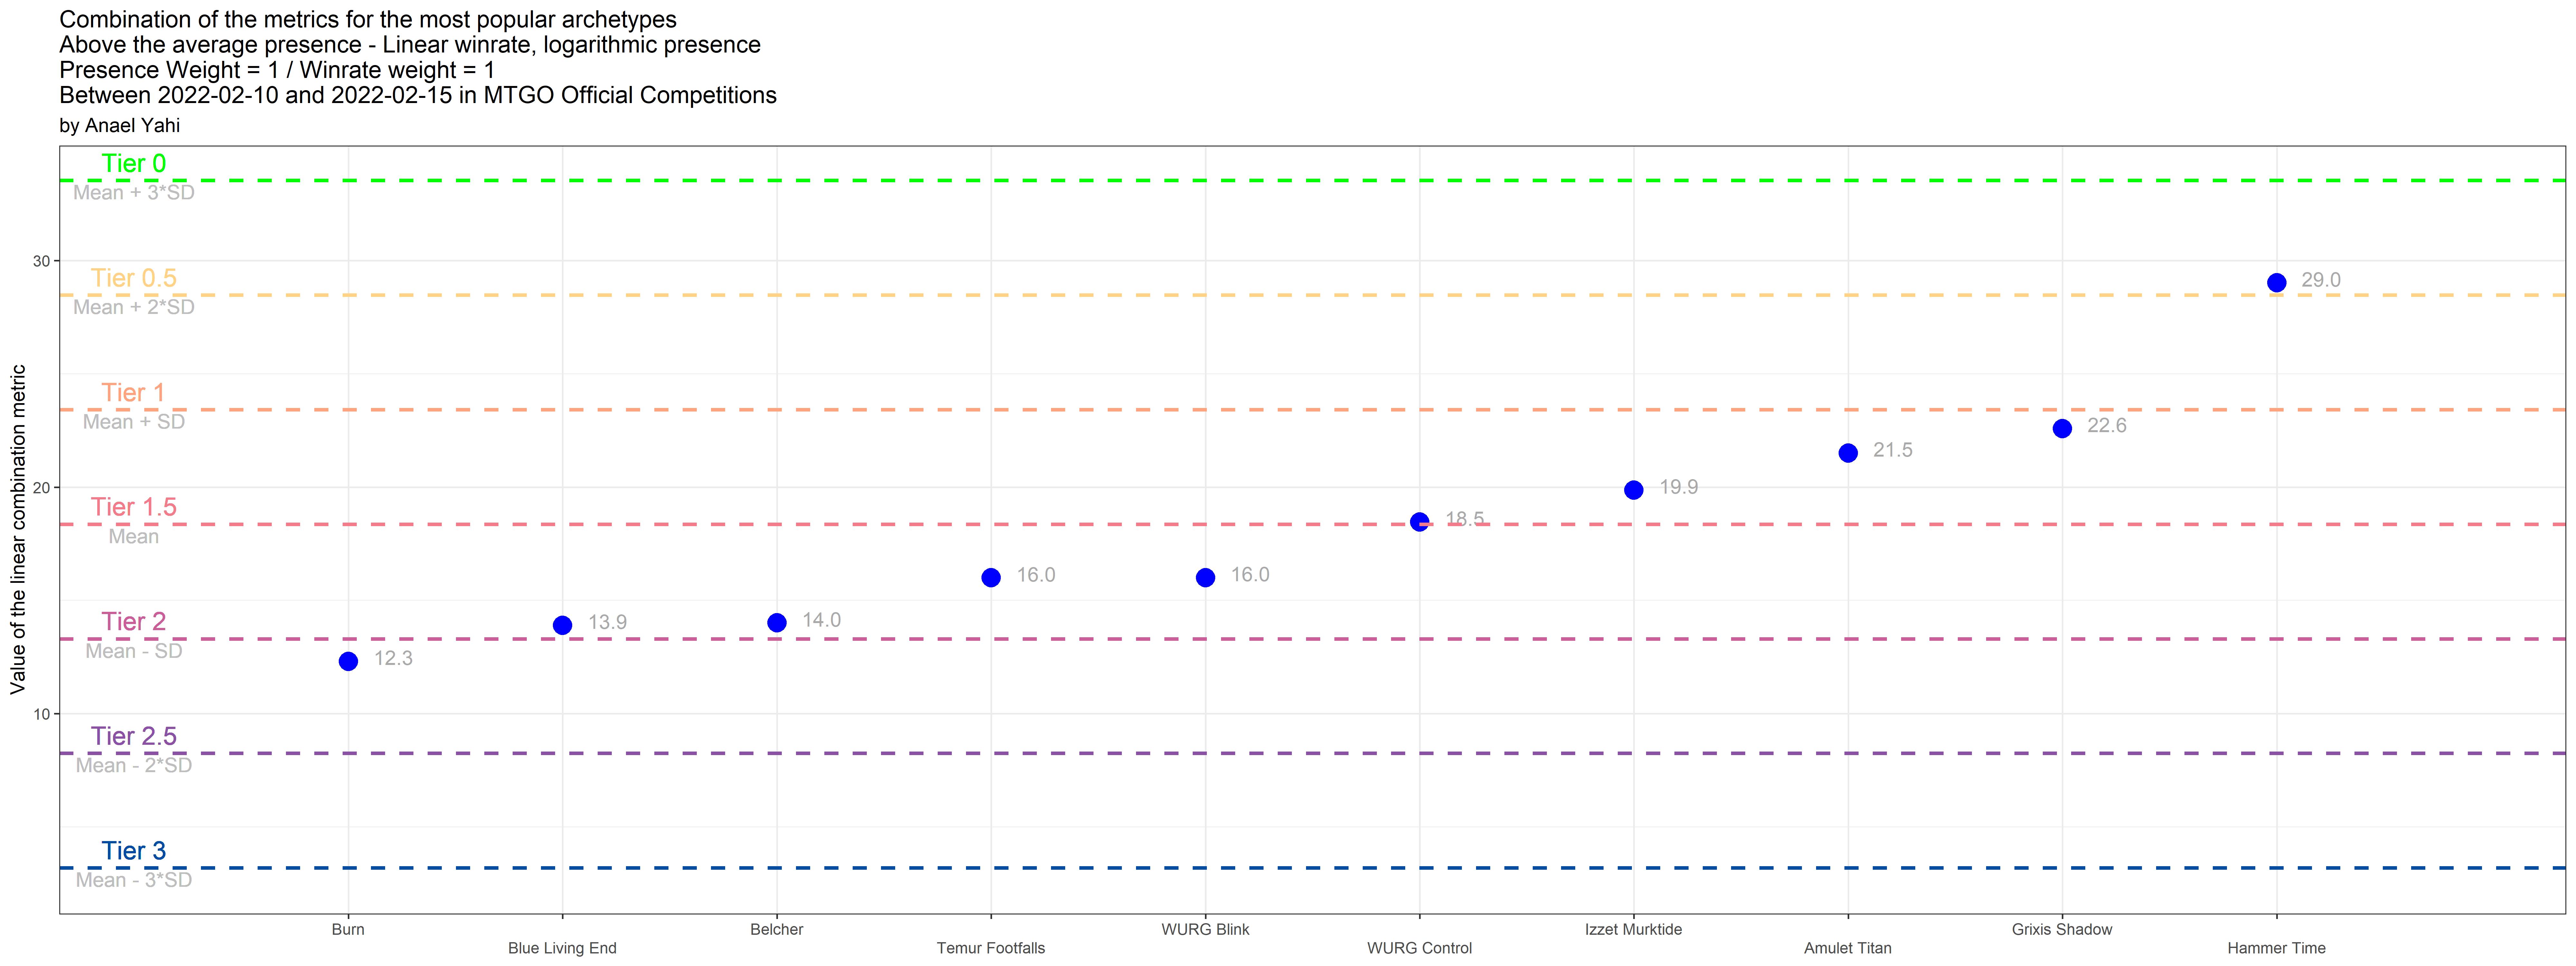 Combination of the metrics for the most popular archetypes
Above the average presence - Linear winrate, logarithmic presence
Presence Weight = 1 / Winrate weight = 1
Between 2022-02-10 and 2022-02-15 in MTGO Official Competitions
by Anael Yahi
Value of the linear combination metric
30
20
10
Tier 0
Mean + 3*SD
Tier 0.5
Mean + 2*SD
Tier 1
Mean + SD
Tier 1.5
Mean
Tier 2
Mean - SD
Tier 2.5
Mean - 2*SD
Tier 3
Mean - 3*SD
12.3
13.9
14.0
16.0
16.0
18.5
19.9
21.5
22.6
29.0
Burn
Blue Living End
Belcher
Temur Footfalls
WURG Blink
WURG Control
Izzet Murktide
Amulet Titan
Grixis Shadow
Hammer Time